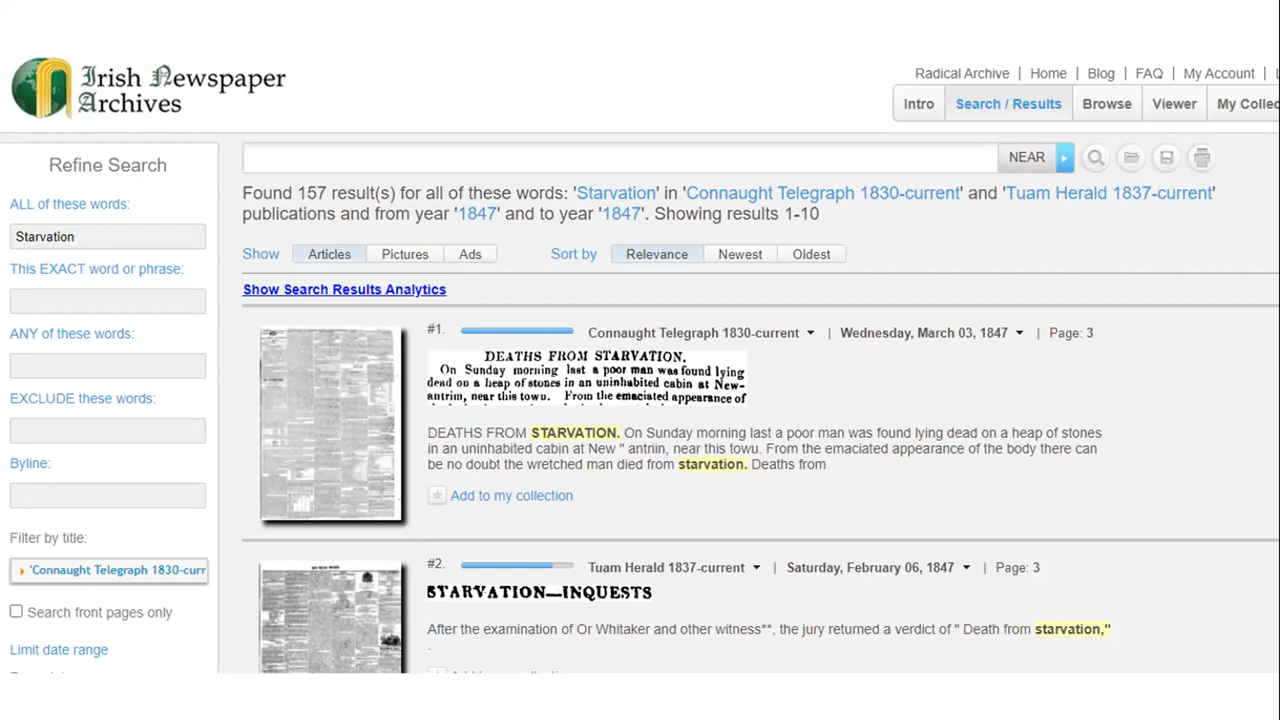 Irish Newspaper
Archives
Radical Archive | Home | Blog | FAQ | My Account |
Intro Search / Results Browse Viewer My Collec
Refine Search
ALL of these words:
Starvation
This EXACT word or phrase:
ANY of these words:
EXCLUDE these words:
Byline:
Filter by title:
'Connaught Telegraph 1830-curr
Search front pages only
Limit date range
NEAR
Found 157 result(s) for all of these words: 'Starvation' in 'Connaught Telegraph 1830-current' and 'Tuam Herald 1837-current'
publications and from year '1847' and to year '1847'. Showing results 1-10
Show Articles Pictures Ads Sort by Relevance Newest Oldest
Show Search Results Analytics
#1. Connaught Telegraph 1830-current | Wednesday, March 03, 1847 | Page: 3
DEATHS FROM STARVATION.
On Sunday morning last a poor man was found lying
dead on a heap of stones in an uninhabited cabin at New-
antrim, near this town. From the emaciated appearance of
DEATHS FROM STARVATION. On Sunday morning last a poor man was found lying dead on a heap of stones
in an uninhabited cabin at New " antriin, near this towu. From the emaciated appearance of the body there can
be no doubt the wretched man died from starvation. Deaths from
Add to my collection
#2. Tuam Herald 1837-current | Saturday, February 06, 1847 | Page: 3
STARVATION—INQUESTS
After the examination of Or Whitaker and other witness**, the jury returned a verdict of " Death from starvation,"
.